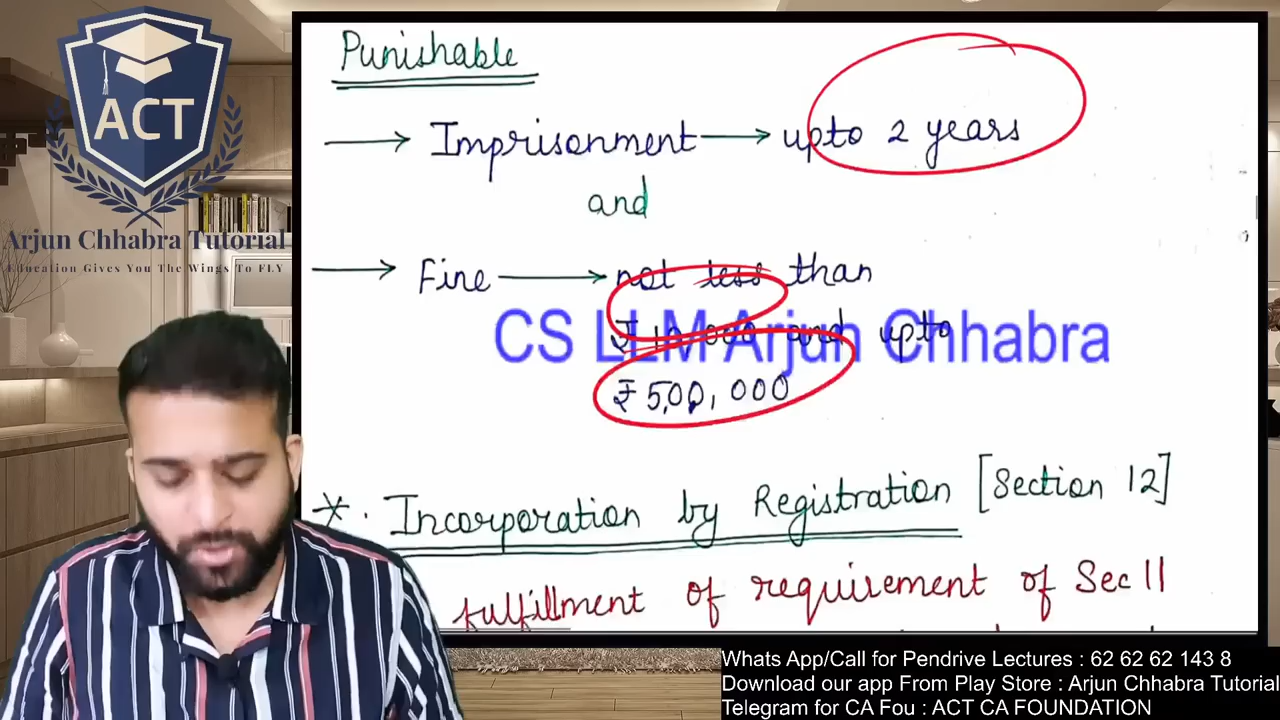 Punishable
→ Imprisonment → upto 2 years
and
→ Fine → not less than
₹ 10,000 and upto
₹ 5,00,000
CS LLM Arjun Chhabra
*. Incorporation by Registration [Section 12]
fulfillment of requirement of Sec 11
ACT
Arjun Chhabra Tutorial
Education Gives You The Wings To FLY
Whats App/Call for Pendrive Lectures : 62 62 62 143 8
Download our app From Play Store : Arjun Chhabra Tutorial
Telegram for CA Fou : ACT CA FOUNDATION